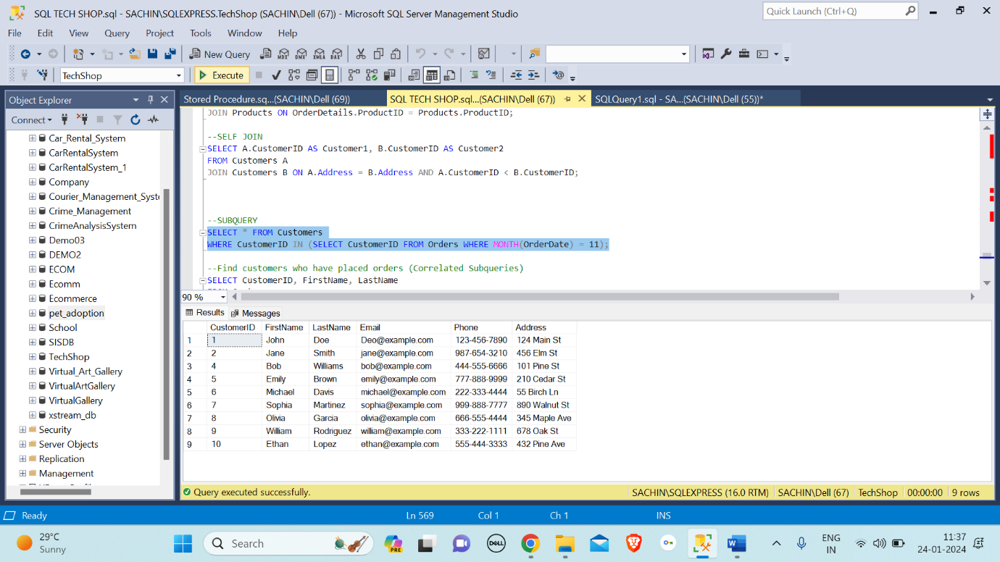 SQL TECH SHOP.sql - SACHIN\SQLEXPRESS.TechShop (SACHIN\Dell (67)) - Microsoft SQL Server Management Studio
Quick Launch (Ctrl+Q)
File Edit View Query Project Tools Window Help
New Query
MDX DMX XMLA DAX
TechShop
Execute
Object Explorer
Connect
Car_Rental_System
CarRentalSystem
CarRentalSystem_1
Company
Courier_Management_Syste
Crime_Management
CrimeAnalysisSystem
Demo03
DEMO2
ECOM
Ecomm
Ecommerce
pet_adoption
School
SISDB
TechShop
Virtual_Art_Gallery
VirtualArtGallery
VirtualGallery
xstream_db
Security
Server Objects
Replication
Management
Stored Procedure.sq...(SACHIN\Dell (69))
SQL TECH SHOP.sql...(SACHIN\Dell (67))
SQLQuery1.sql - SA...(SACHIN\Dell (55))*
JOIN Products ON OrderDetails.ProductID = Products.ProductID;
--SELF JOIN
SELECT A.CustomerID AS Customer1, B.CustomerID AS Customer2
FROM Customers A
JOIN Customers B ON A.Address = B.Address AND A.CustomerID < B.CustomerID;
--SUBQUERY
SELECT * FROM Customers
WHERE CustomerID IN (SELECT CustomerID FROM Orders WHERE MONTH(OrderDate) = 11);
--Find customers who have placed orders (Correlated Subqueries)
SELECT CustomerID, FirstName, LastName
90 %
Results Messages
CustomerID FirstName LastName Email Phone Address
1 1 John Doe Deo@example.com 123-456-7890 124 Main St
2 2 Jane Smith jane@example.com 987-654-3210 456 Elm St
3 4 Bob Williams bob@example.com 444-555-6666 101 Pine St
4 5 Emily Brown emily@example.com 777-888-9999 210 Cedar St
5 6 Michael Davis michael@example.com 222-333-4444 55 Birch Ln
6 7 Sophia Martinez sophia@example.com 999-888-7777 890 Walnut St
7 8 Olivia Garcia olivia@example.com 666-555-4444 345 Maple Ave
8 9 William Rodriguez william@example.com 333-222-1111 678 Oak St
9 10 Ethan Lopez ethan@example.com 555-444-3333 432 Pine Ave
Query executed successfully.
SACHIN\SQLEXPRESS (16.0 RTM) SACHIN\Dell (67) TechShop 00:00:00 9 rows
Ready Ln 569 Col 1 Ch 1 INS
29°C
Sunny
Search
PRE
DELL
W
ENG
IN
11:37
24-01-2024